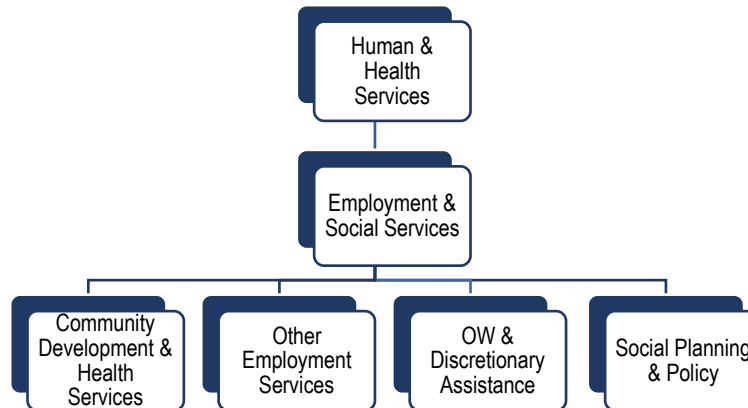 Human &
Health
Services
Employment &
Social Services
Community
Development &
Health
Services
Other
Employment
Services
OW &
Discretionary
Assistance
Social Planning
& Policy